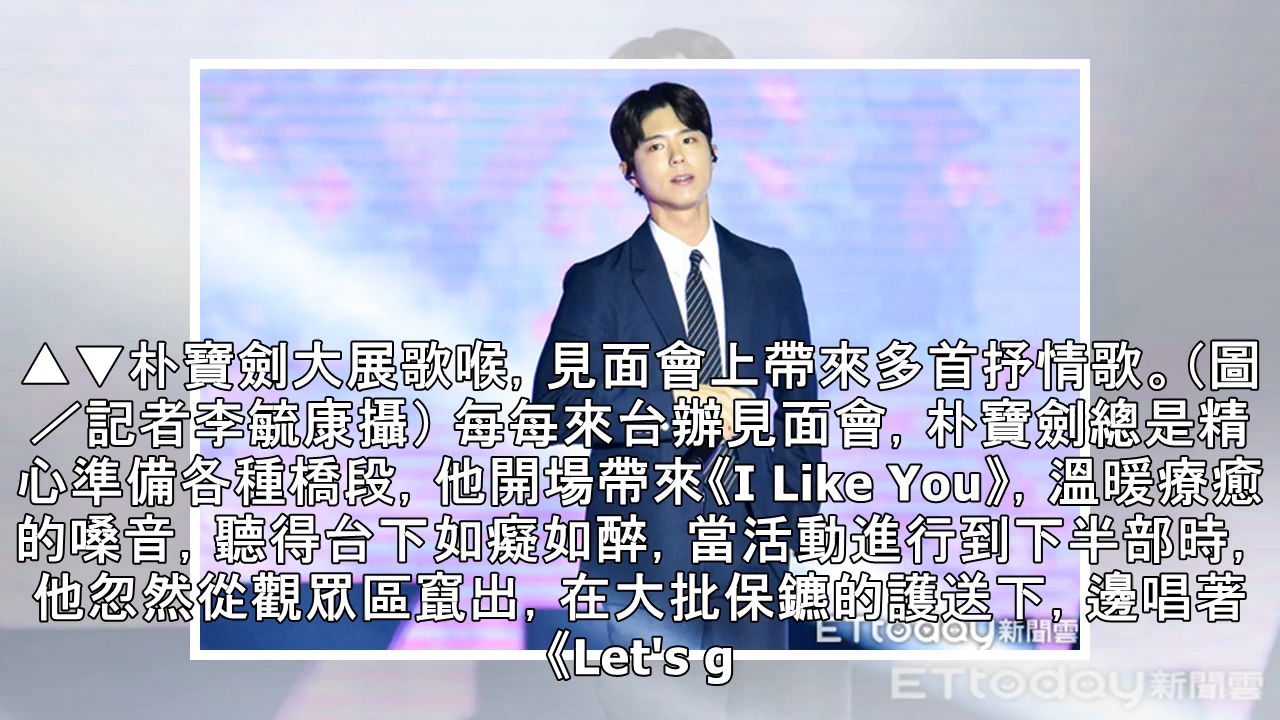 ▲▼朴寶劍大展歌喉, 見面會上帶來多首抒情歌。(圖
／記者李毓康攝) 每每來台辦見面會, 朴寶劍總是精
心準備各種橋段, 他開場帶來《I Like You》, 溫暖療癒
的嗓音, 聽得台下如癡如醉, 當活動進行到下半部時,
他忽然從觀眾區竄出, 在大批保鑣的護送下, 邊唱著
《Let's g
ETtoday新聞雲
ETtoday新聞雲